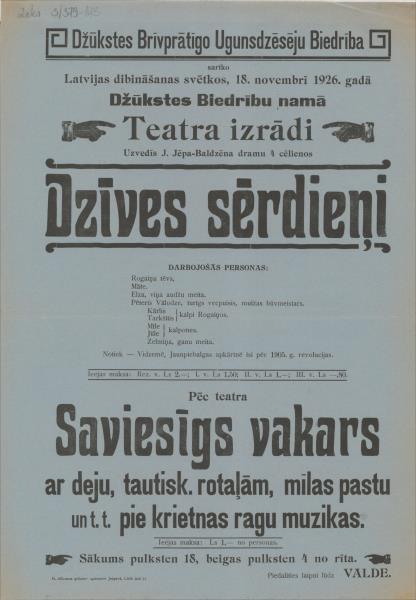 Džūkstes Brīvprātīgo Ugunsdzēsēju Biedrība
sarīko
Latvijas dibināšanas svētkos, 18. novembrī 1926. gadā
Džūkstes Biedrību namā
Teatra izrādi
Uzvedīs J. Jēpa-Baldzēna dramu 4 cēlienos
Dzīves sērdieņi
DARBOJOŠĀS PERSONAS:
Rogaiņu tēvs,
Māte,
Elza, viņa audžu meita.
Pēteris Vālodze, turīgs vecpuisis, muižas būvmeistars.
Kārlis
Tarkšitis } kalpi Rogaiņos.
Mīle
Jūle } kalpones.
Zelmiņa, ganu meita.
Notiek — Vidzemē, Jaunpiebalgas apkārtnē īsi pēc 1905. g. revolucijas.
Ieejas maksa: Rez. v. Ls 2.—; I. v. Ls 1,50; II. v. Ls 1.—; III. v. Ls —,80.
Pēc teatra
Saviesīgs vakars
ar deju, tautisk. rotaļām, mīlas pastu
un t. t. pie krietnas ragu muzikas.
Ieejas maksa: Ls 1.— no personas.
Sākums pulksten 18, beigas pulksten 4 no rīta.
Piedalīties laipni lūdz VALDE.